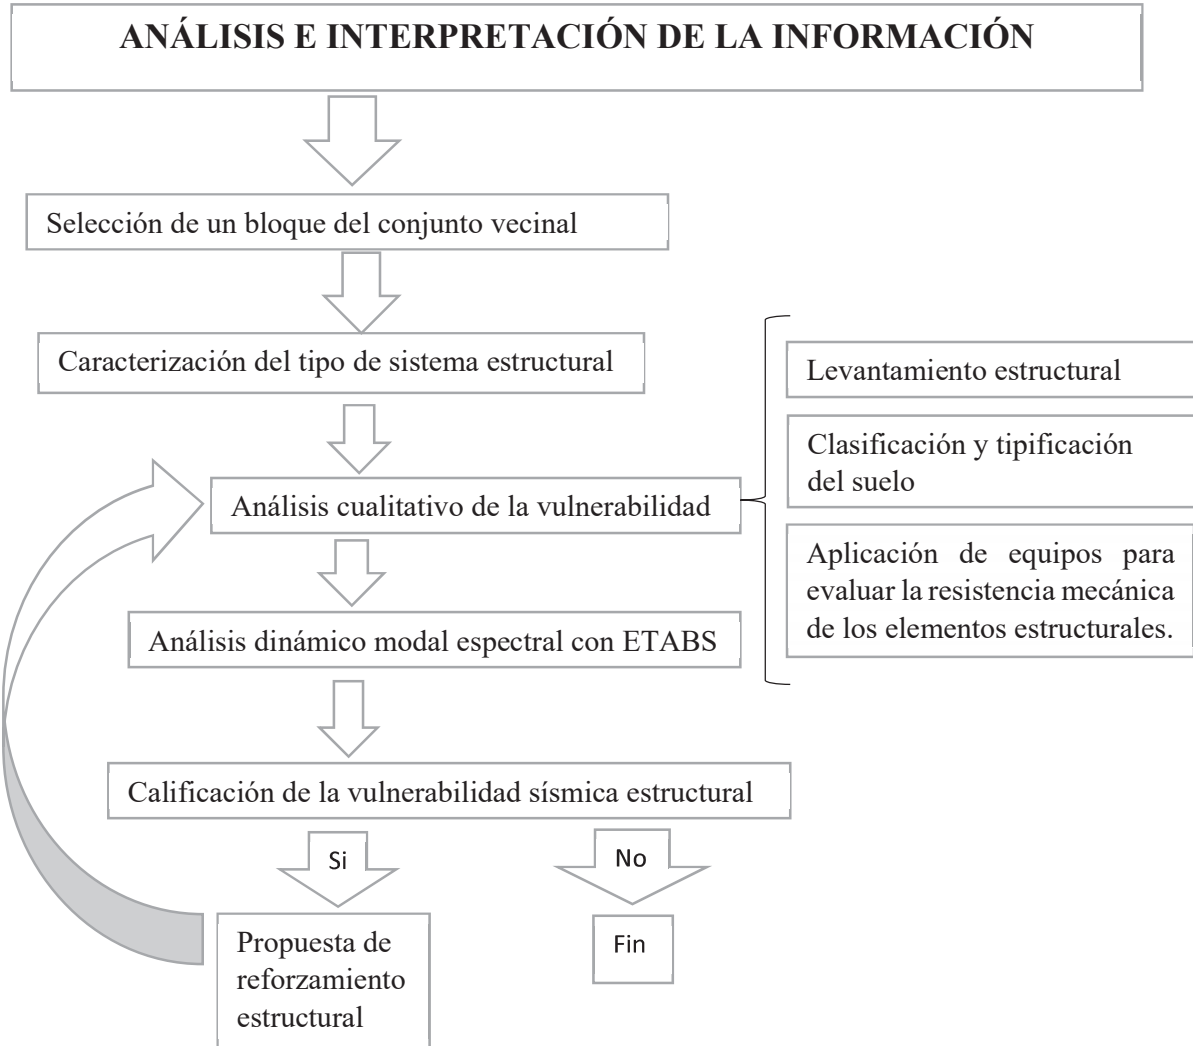 ANÁLISIS E INTERPRETACIÓN DE LA INFORMACIÓN
Selección de un bloque del conjunto vecinal
Caracterización del tipo de sistema estructural
Análisis cualitativo de la vulnerabilidad
Levantamiento estructural
Clasificación y tipificación
del suelo
Aplicación de equipos para
evaluar la resistencia mecánica
de los elementos estructurales.
Análisis dinámico modal espectral con ETABS
Calificación de la vulnerabilidad sísmica estructural
Si
No
Propuesta de
reforzamiento
estructural
Fin